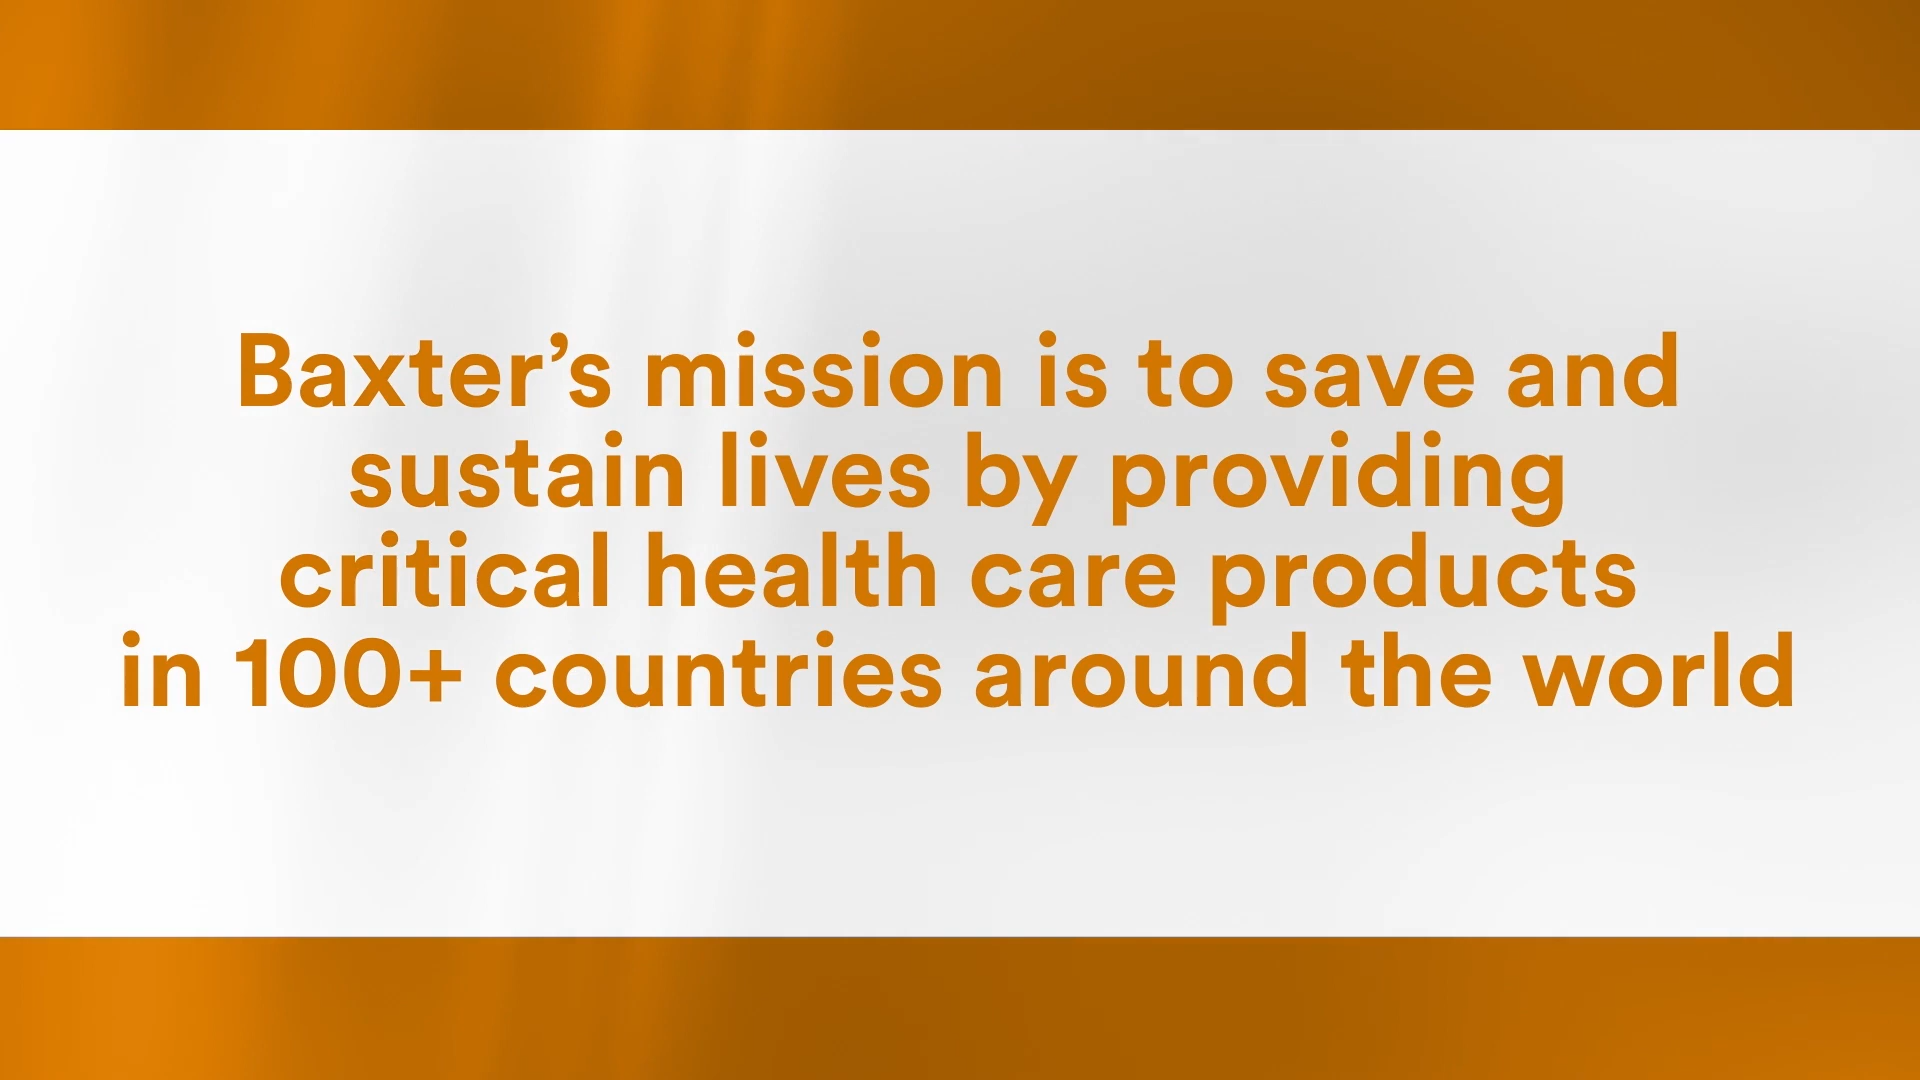 Baxter’s mission is to save and
sustain lives by providing
critical health care products
in 100+ countries around the world